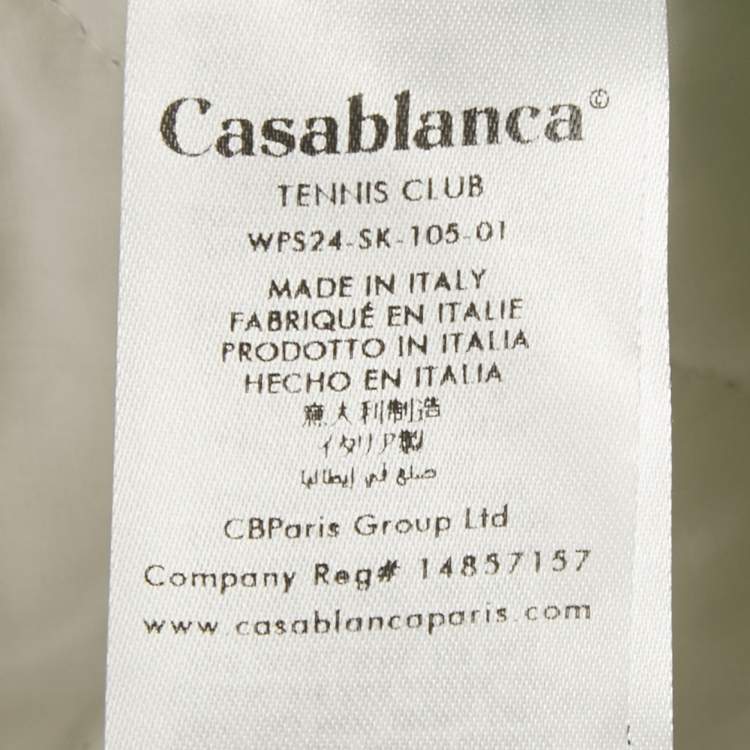 Casablanca©
TENNIS CLUB
WPS24-SK-105-01
MADE IN ITALY
FABRIQUÉ EN ITALIE
PRODOTTO IN ITALIA
HECHO EN ITALIA
意大利制造
イタリア製
صنع في إيطاليا
CBParis Group Ltd
Company Reg# 14857157
www.casablancaparis.com